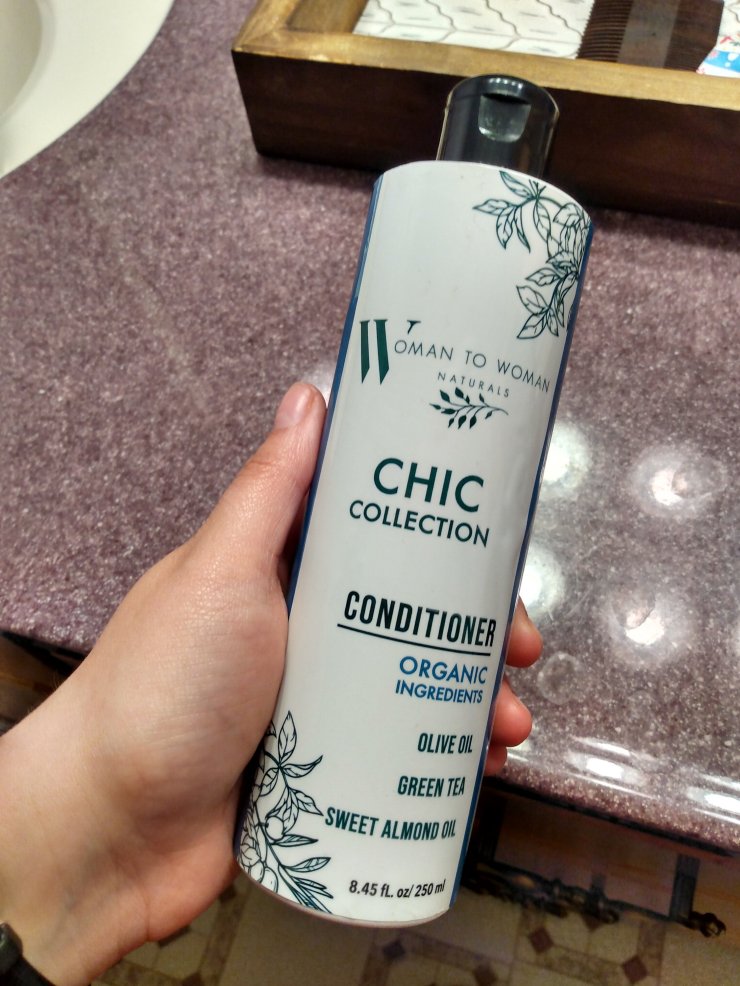 WOMAN TO WOMAN
NATURALS
CHIC
COLLECTION
CONDITIONER
ORGANIC
INGREDIENTS
OLIVE OIL
GREEN TEA
SWEET ALMOND OIL
8.45 fL. oz/ 250 ml